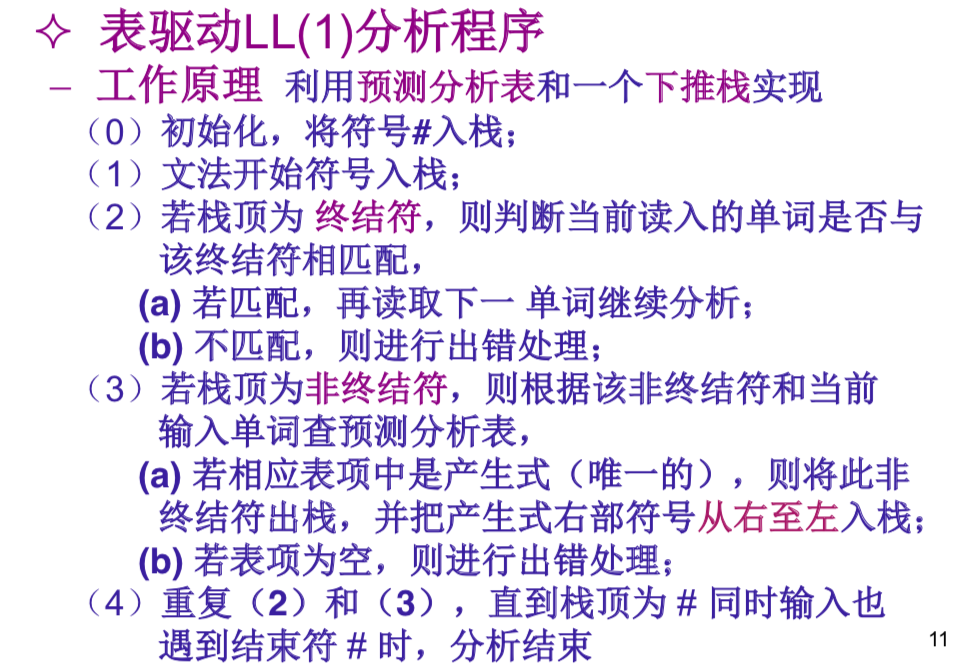 ✧ 表驱动LL(1)分析程序
– 工作原理 利用预测分析表和一个下推栈实现
（0）初始化，将符号#入栈；
（1）文法开始符号入栈；
（2）若栈顶为 终结符，则判断当前读入的单词是否与
该终结符相匹配，
(a) 若匹配，再读取下一 单词继续分析；
(b) 不匹配，则进行出错处理；
（3）若栈顶为非终结符，则根据该非终结符和当前
输入单词查预测分析表，
(a) 若相应表项中是产生式（唯一的），则将此非
终结符出栈，并把产生式右部符号从右至左入栈；
(b) 若表项为空，则进行出错处理；
（4）重复（2）和（3），直到栈顶为 # 同时输入也
遇到结束符 # 时，分析结束
11